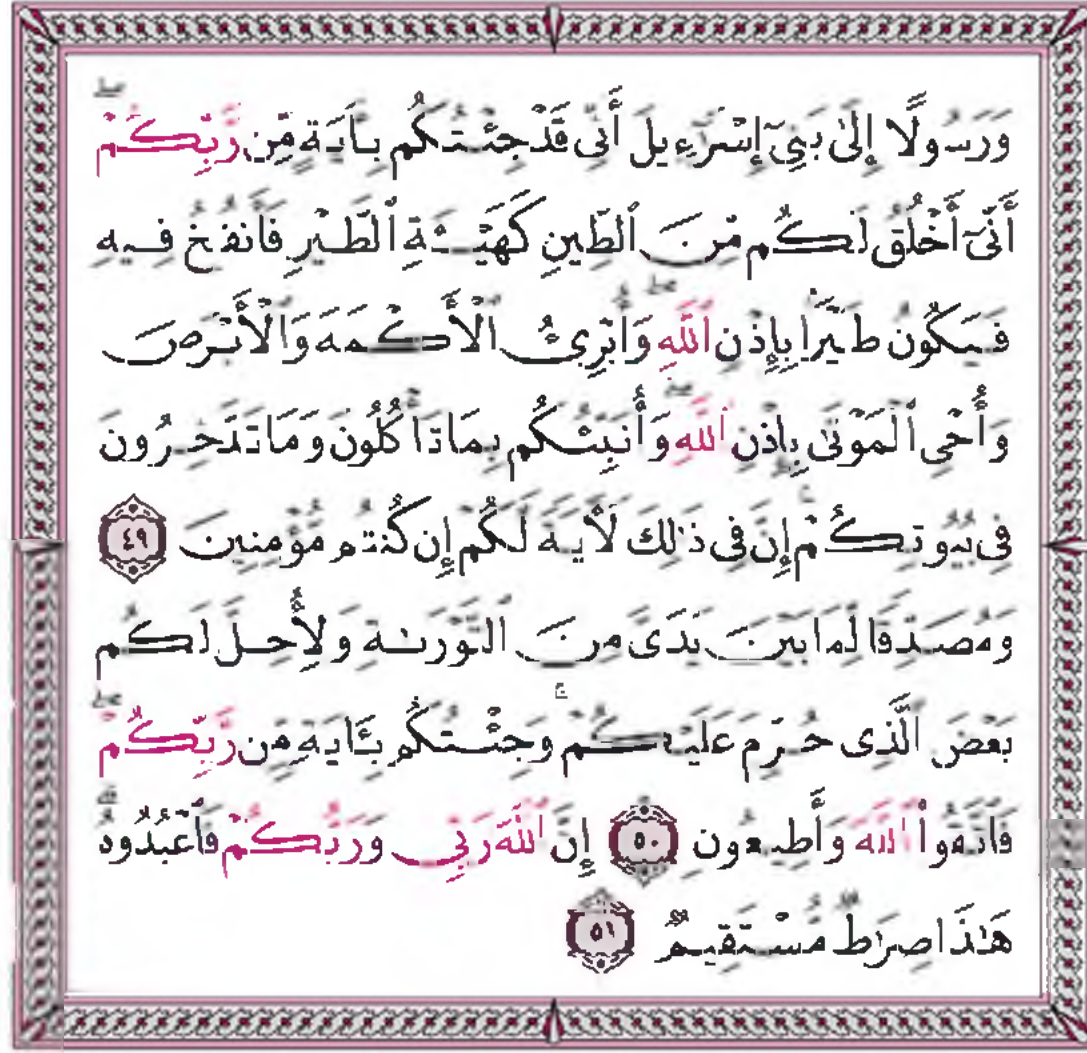 وَرَسُولًا إِلَىٰ بَنِىٓ إِسْرَٰٓءِيلَ أَنِّى قَدْ جِئْتُكُم بِـَٔايَةٍ مِّن رَّبِّكُمْ ۖ
أَنِّىٓ أَخْلُقُ لَكُم مِّنَ ٱلطِّينِ كَهَيْـَٔةِ ٱلطَّيْرِ فَأَنفُخُ فِيهِ
فَيَكُونُ طَيْرًۢا بِإِذْنِ ٱللَّهِ ۖ وَأُبْرِئُ ٱلْأَكْمَهَ وَٱلْأَبْرَصَ
وَأُحْىِ ٱلْمَوْتَىٰ بِإِذْنِ ٱللَّهِ ۖ وَأُنَبِّئُكُم بِمَا تَأْكُلُونَ وَمَا تَدَّخِرُونَ
فِى بُيُوتِكُمْ ۚ إِنَّ فِى ذَٰلِكَ لَـَٔايَةً لَّكُمْ إِن كُنتُم مُّؤْمِنِينَ ٤٩
وَمُصَدِّقًا لِّمَا بَيْنَ يَدَىَّ مِنَ ٱلتَّوْرَىٰةِ وَلِأُحِلَّ لَكُم
بَعْضَ ٱلَّذِى حُرِّمَ عَلَيْكُمْ ۚ وَجِئْتُكُم بِـَٔايَةٍ مِّن رَّبِّكُمْ ۖ
فَٱتَّقُوا۟ ٱللَّهَ وَأَطِيعُونِ ٥٠ إِنَّ ٱللَّهَ رَبِّى وَرَبُّكُمْ فَٱعْبُدُوهُ ۗ
هَٰذَا صِرَٰطٌ مُّسْتَقِيمٌ ٥١